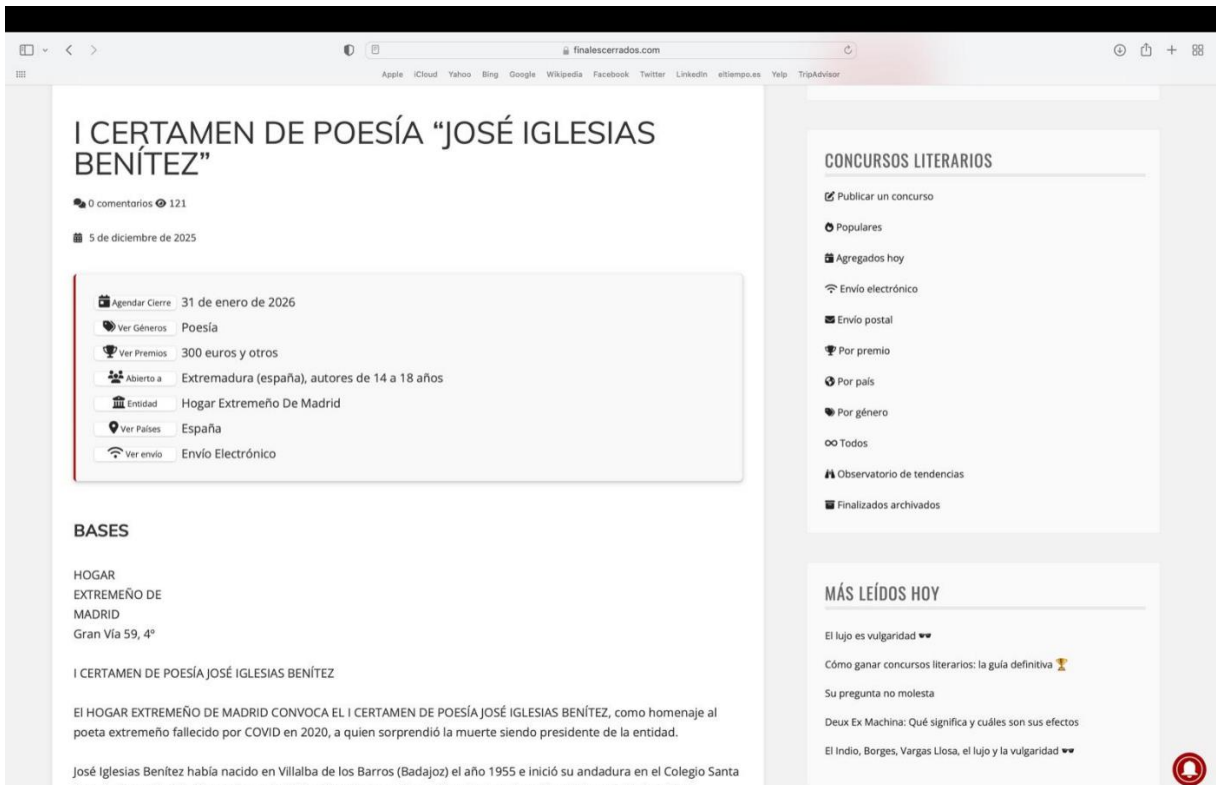 finalescerrados.com
Apple iCloud Yahoo Bing Google Wikipedia Facebook Twitter LinkedIn eltiempo.es Yelp TripAdvisor
I CERTAMEN DE POESÍA “JOSÉ IGLESIAS
BENÍTEZ”
0 comentarios 121
5 de diciembre de 2025
Agendar Cierre 31 de enero de 2026
Ver Géneros Poesía
Ver Premios 300 euros y otros
Abierto a Extremadura (españa), autores de 14 a 18 años
Entidad Hogar Extremeño De Madrid
Ver Países España
Ver envío Envío Electrónico
BASES
HOGAR
EXTREMEÑO DE
MADRID
Gran Vía 59, 4º
I CERTAMEN DE POESÍA JOSÉ IGLESIAS BENÍTEZ
El HOGAR EXTREMEÑO DE MADRID CONVOCA EL I CERTAMEN DE POESÍA JOSÉ IGLESIAS BENÍTEZ, como homenaje al
poeta extremeño fallecido por COVID en 2020, a quien sorprendió la muerte siendo presidente de la entidad.
José Iglesias Benítez había nacido en Villalba de los Barros (Badajoz) el año 1955 e inició su andadura en el Colegio Santa
CONCURSOS LITERARIOS
Publicar un concurso
Populares
Agregados hoy
Envío electrónico
Envío postal
Por premio
Por país
Por género
Todos
Observatorio de tendencias
Finalizados archivados
MÁS LEÍDOS HOY
El lujo es vulgaridad 🕶️
Cómo ganar concursos literarios: la guía definitiva 🏆
Su pregunta no molesta
Deux Ex Machina: Qué significa y cuáles son sus efectos
El Indio, Borges, Vargas Llosa, el lujo y la vulgaridad 🕶️